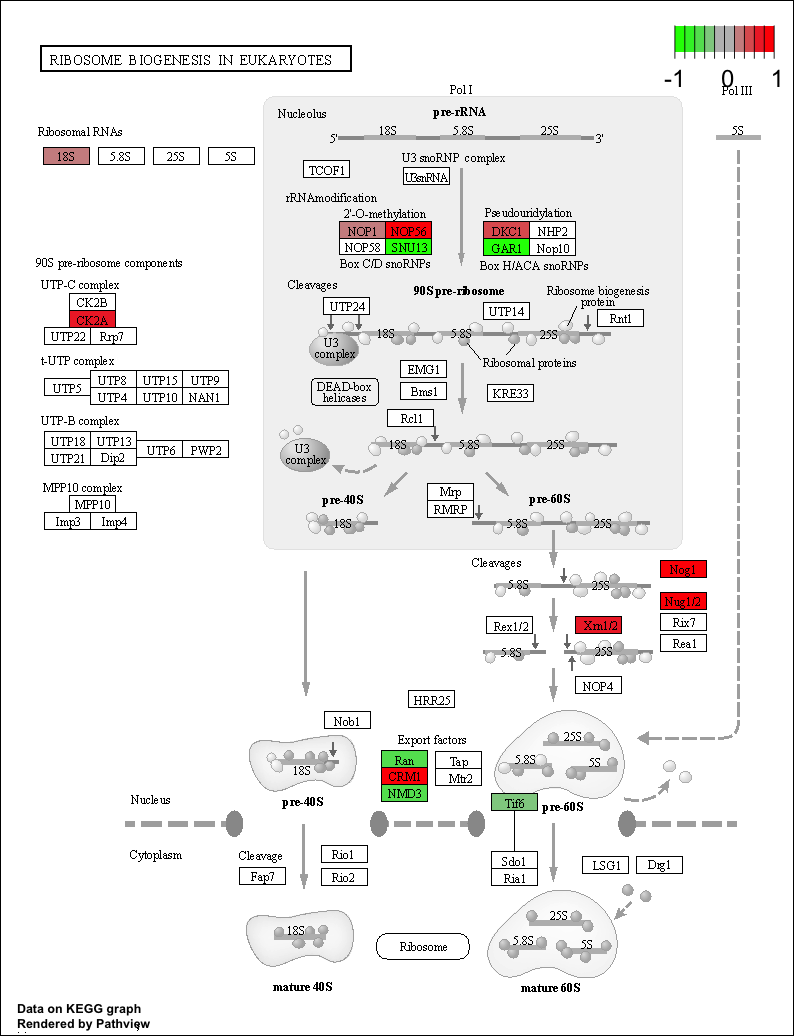 RIBOSOME BIOGENESIS IN EUKARYOTES
-1 0 1
Pol I
Pol III
Nucleolus
pre-rRNA
5' 18S 5.8S 25S 3'
5S
Ribosomal RNAs
18S 5.8S 25S 5S
TCOF1
U3 snoRNP complex
U3snRNA
rRNAmodification
2'-O-methylation
NOP1 NOP56
NOP58 SNU13
Box C/D snoRNPs
Pseudouridylation
DKC1 NHP2
GAR1 Nop10
Box H/ACA snoRNPs
90S pre-ribosome components
UTP-C complex
CK2B
CK2A
UTP22 Rrp7
t-UTP complex
UTP5
UTP8 UTP15 UTP9
UTP4 UTP10 NAN1
UTP-B complex
UTP18 UTP13
UTP21 Dip2
UTP6 PWP2
MPP10 complex
MPP10
Imp3 Imp4
Cleavages
90S pre-ribosome
Ribosome biogenesis
protein
UTP24
UTP14
Rnt1
18S 5.8S 25S
U3
complex
Ribosomal proteins
EMG1
DEAD-box
helicases
Bms1
KRE33
Rcl1
18S 5.8S 25S
U3
complex
pre-40S
Mrp
RMRP
pre-60S
18S
5.8S 25S
Cleavages
Nog1
5.8S 25S
Nug1/2
Rex1/2
Xrn1/2
Rix7
Rea1
5.8S 25S
NOP4
HRR25
Nob1
Export factors
Ran Tap
CRM1 Mtr2
NMD3
18S
25S
5.8S 5S
Tif6
pre-40S
pre-60S
Nucleus
Cytoplasm
Cleavage
Fap7
Rio1
Rio2
Sdo1
Ria1
LSG1
Drg1
18S
25S
5.8S 5S
Ribosome
mature 40S
mature 60S
Data on KEGG graph
Rendered by Pathview